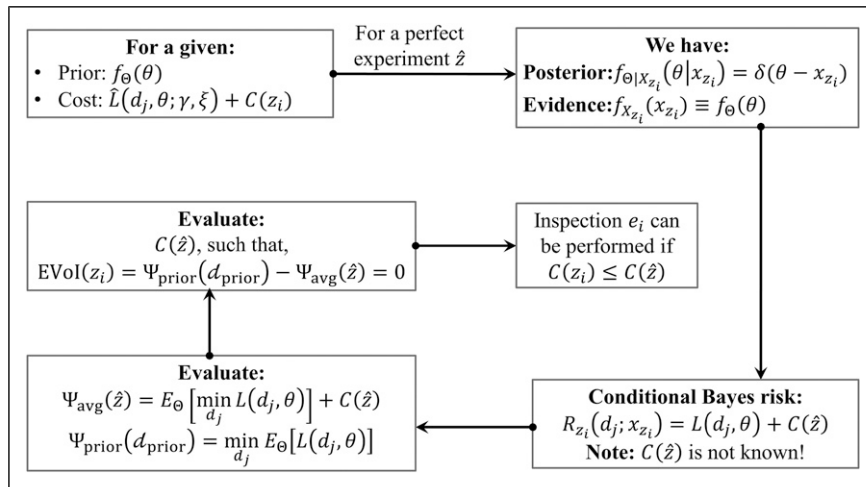 For a given:
• Prior: f_Θ(θ)
• Cost: L̂(d_j, θ; γ, ξ) + C(z_i)
For a perfect
experiment ẑ
We have:
Posterior: f_{Θ|X_{z_i}}(θ|x_{z_i}) = δ(θ − x_{z_i})
Evidence: f_{X_{z_i}}(x_{z_i}) ≡ f_Θ(θ)
Evaluate:
C(ẑ), such that,
EVoI(z_i) = Ψ_prior(d_prior) − Ψ_avg(ẑ) = 0
Inspection e_i can
be performed if
C(z_i) ≤ C(ẑ)
Evaluate:
Ψ_avg(ẑ) = E_Θ[min_{d_j} L(d_j, θ)] + C(ẑ)
Ψ_prior(d_prior) = min_{d_j} E_Θ[L(d_j, θ)]
Conditional Bayes risk:
R_{z_i}(d_j; x_{z_i}) = L(d_j, θ) + C(ẑ)
Note: C(ẑ) is not known!